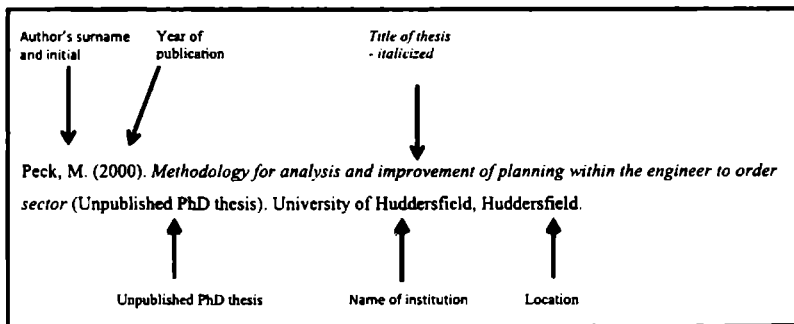 Author's surname and initial
Year of publication
Title of thesis - italicized
Peck, M. (2000). Methodology for analysis and improvement of planning within the engineer to order
sector (Unpublished PhD thesis). University of Huddersfield, Huddersfield.
Unpublished PhD thesis
Name of institution
Location